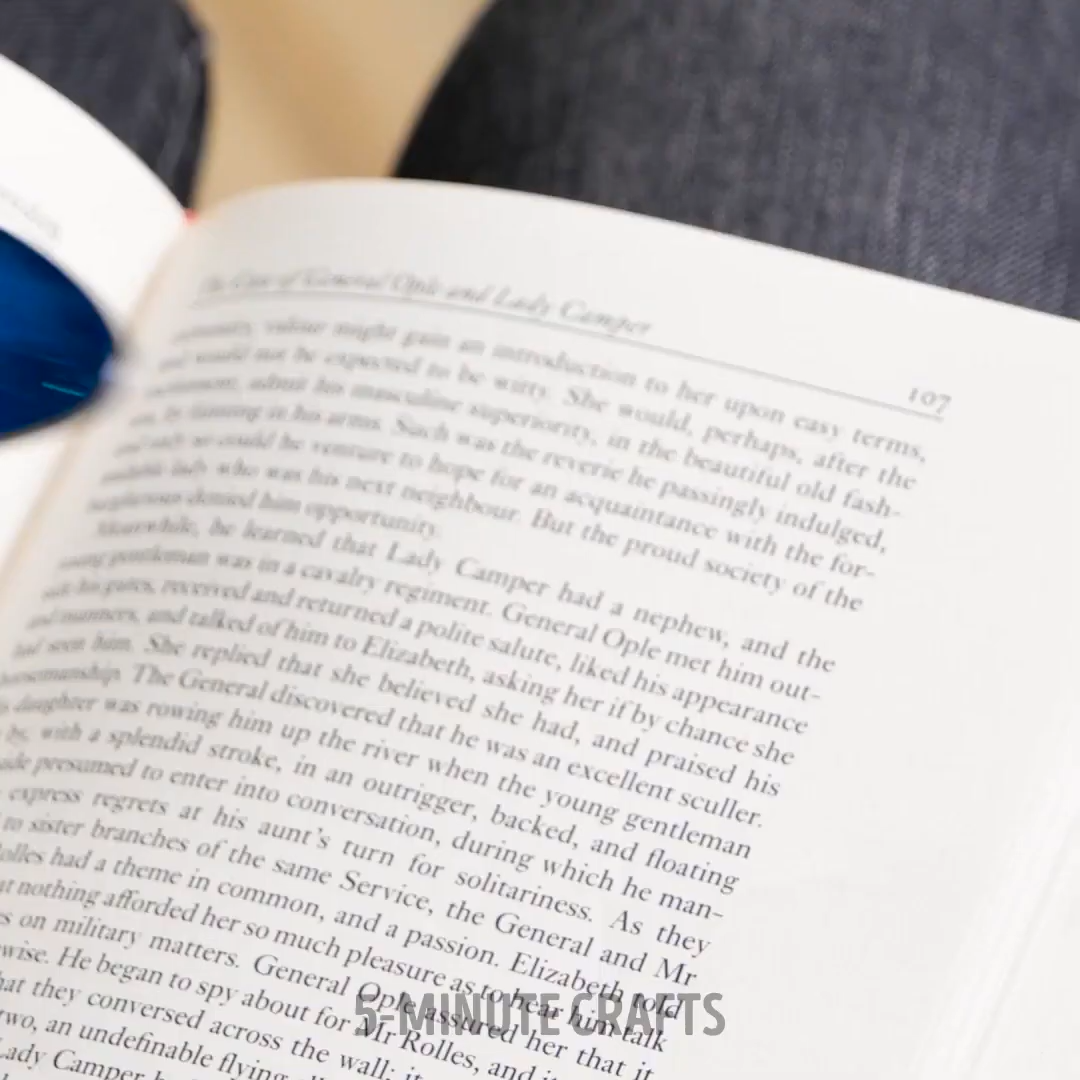 The Case of General Ople and Lady Camper
107
valour might gain an introduction to her upon easy terms,
and would not be expected to be witty. She would, perhaps, after the
admit his masculine superiority, in the beautiful old fash-
by fainting in his arms. Such was the reverie he passingly indulged,
and only so could he venture to hope for an acquaintance with the for-
lady who was his next neighbour. But the proud society of the
denied him opportunity.
Meanwhile, he learned that Lady Camper had a nephew, and the
young gentleman was in a cavalry regiment. General Ople met him out-
side his gates, received and returned a polite salute, liked his appearance
and manners, and talked of him to Elizabeth, asking her if by chance she
had seen him. She replied that she believed she had, and praised his
horsemanship. The General discovered that he was an excellent sculler.
daughter was rowing him up the river when the young gentleman
by, with a splendid stroke, in an outrigger, backed, and floating
presumed to enter into conversation, during which he man-
express regrets at his aunt's turn for solitariness. As they
to sister branches of the same Service, the General and Mr
Rolles had a theme in common, and a passion. Elizabeth told
nothing afforded her so much pleasure as to hear him talk
on military matters. General Ople assured her that it
wise. He began to spy about for Mr Rolles, and
that they conversed across the wall;
two, an undefinable flying
Lady Camper
5-MINUTE CRAFTS